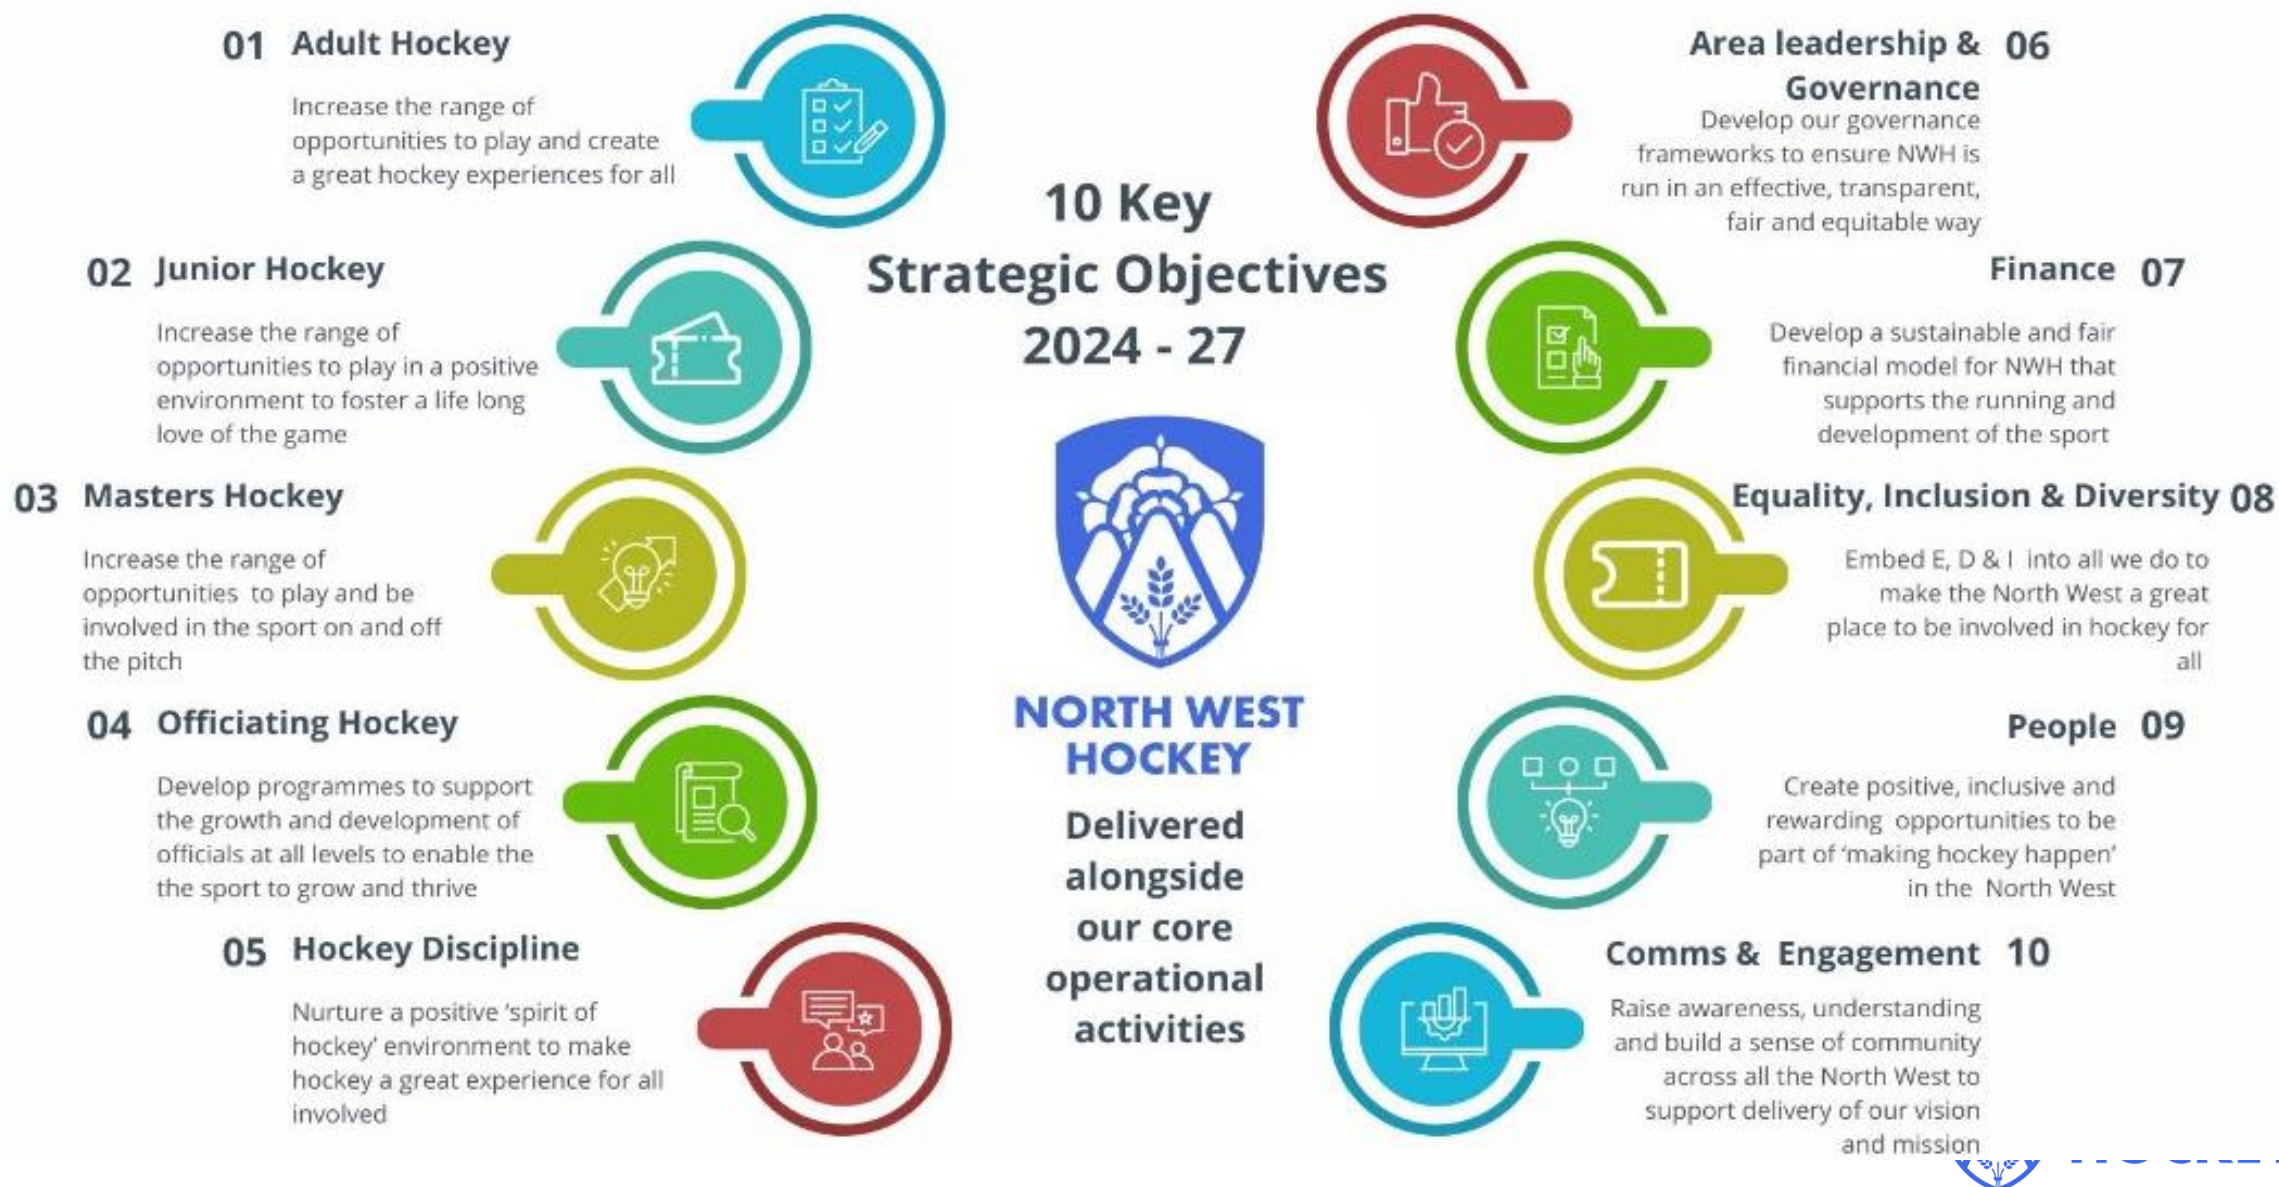 01 Adult Hockey
Increase the range of
opportunities to play and create
a great hockey experiences for all
02 Junior Hockey
Increase the range of
opportunities to play in a positive
environment to foster a life long
love of the game
03 Masters Hockey
Increase the range of
opportunities to play and be
involved in the sport on and off
the pitch
04 Officiating Hockey
Develop programmes to support
the growth and development of
officials at all levels to enable the
the sport to grow and thrive
05 Hockey Discipline
Nurture a positive ‘spirit of
hockey’ environment to make
hockey a great experience for all
involved
10 Key
Strategic Objectives
2024 - 27
NORTH WEST
HOCKEY
Delivered
alongside
our core
operational
activities
Area leadership & 06
Governance
Develop our governance
frameworks to ensure NWH is
run in an effective, transparent,
fair and equitable way
Finance 07
Develop a sustainable and fair
financial model for NWH that
supports the running and
development of the sport
Equality, Inclusion & Diversity 08
Embed E, D & I into all we do to
make the North West a great
place to be involved in hockey for
all
People 09
Create positive, inclusive and
rewarding opportunities to be
part of ‘making hockey happen’
in the North West
Comms & Engagement 10
Raise awareness, understanding
and build a sense of community
across all the North West to
support delivery of our vision
and mission